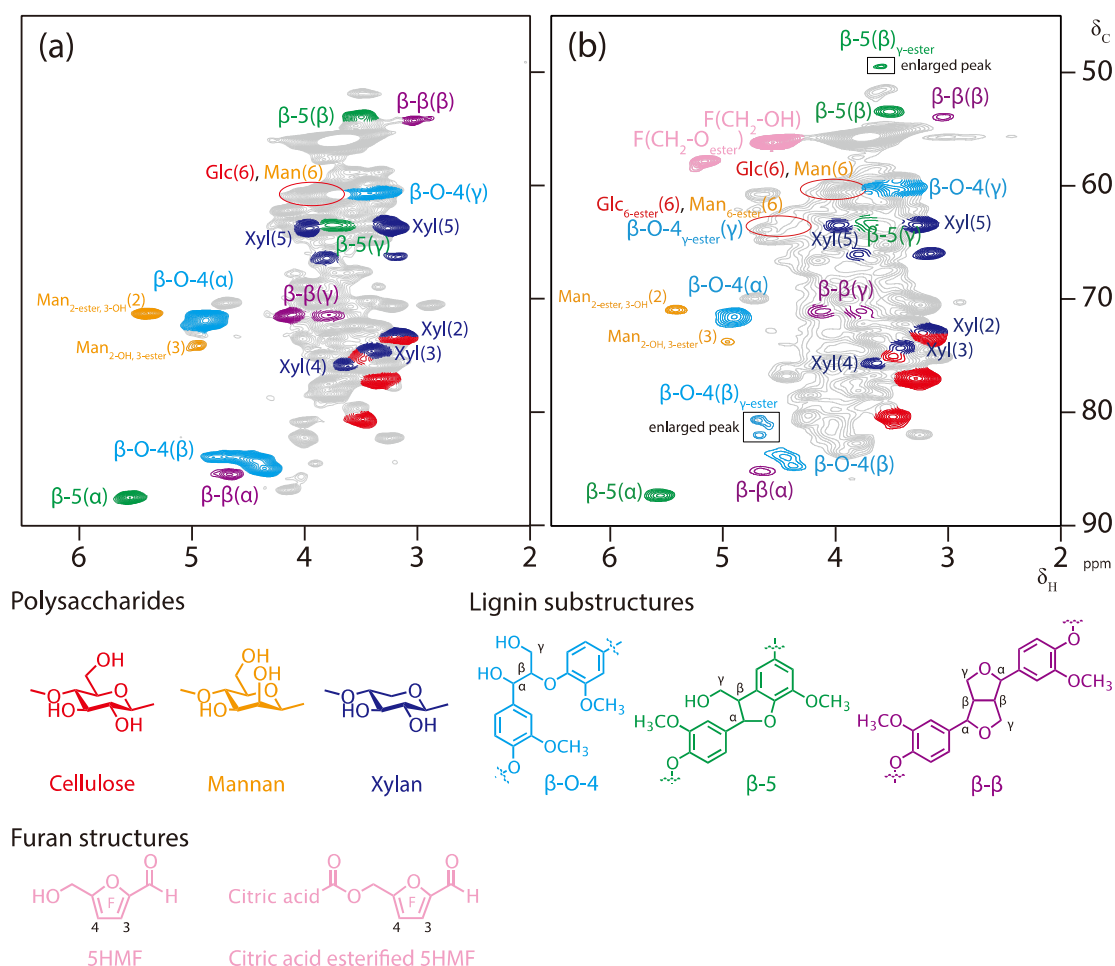 (a)
β-5(β)
β-β(β)
Glc(6), Man(6)
β-O-4(γ)
Xyl(5)
Xyl(5)
β-5(γ)
β-O-4(α)
Man2-ester, 3-OH(2)
β-β(γ)
Man2-OH, 3-ester(3)
Xyl(2)
Xyl(3)
Xyl(4)
β-O-4(β)
β-5(α)
β-β(α)
6
5
4
3
2
(b)
δC
β-5(β)γ-ester
enlarged peak
50
β-5(β)
β-β(β)
F(CH2-OH)
F(CH2-Oester)
Glc(6), Man(6)
60
β-O-4(γ)
Glc6-ester(6), Man6-ester(6)
β-O-4γ-ester(γ)
Xyl(5)
β-5(γ)
Xyl(5)
β-O-4(α)
Man2-ester, 3-OH(2)
β-β(γ)
70
Man2-OH, 3-ester(3)
Xyl(2)
Xyl(3)
Xyl(4)
β-O-4(β)γ-ester
enlarged peak
80
β-O-4(β)
β-5(α)
β-β(α)
90
6
5
4
3
2
ppm
δH
Polysaccharides
Lignin substructures
OH
O
O
HO
OH
Cellulose
OH
OH
O
O
HO
Mannan
O
O
HO
OH
Xylan
HO
γ
HO
β
α
O
OCH3
OCH3
O
β-O-4
γ
HO
β
OCH3
H3CO
α
O
O
β-5
O
γ
O
α
OCH3
β
β
H3CO
α
O
γ
O
β-β
Furan structures
O
HO
O
F
H
4
3
5HMF
O
O
Citric acid
O
O
F
H
4
3
Citric acid esterified 5HMF